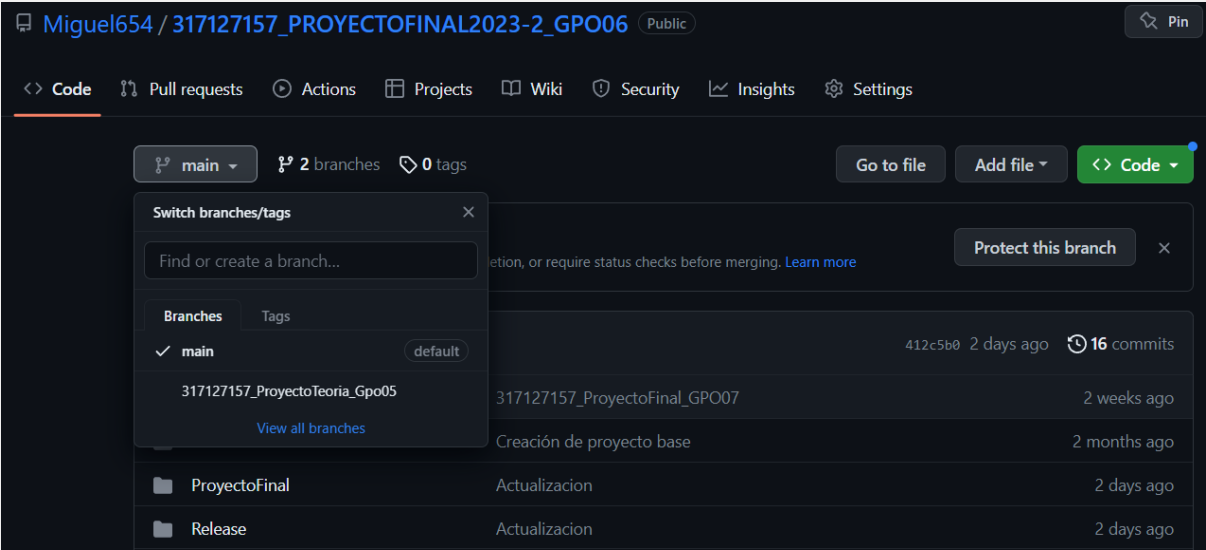 Miguel654 / 317127157_PROYECTOFINAL2023-2_GPO06 Public Pin
Code Pull requests Actions Projects Wiki Security Insights Settings
main 2 branches 0 tags Go to file Add file Code
Switch branches/tags
Find or create a branch...
Protect this branch
etion, or require status checks before merging. Learn more
Branches Tags
main default
412c5b0 2 days ago 16 commits
317127157_ProyectoTeoria_Gpo05
317127157_ProyectoFinal_GPO07 2 weeks ago
View all branches
Creación de proyecto base 2 months ago
ProyectoFinal Actualizacion 2 days ago
Release Actualizacion 2 days ago